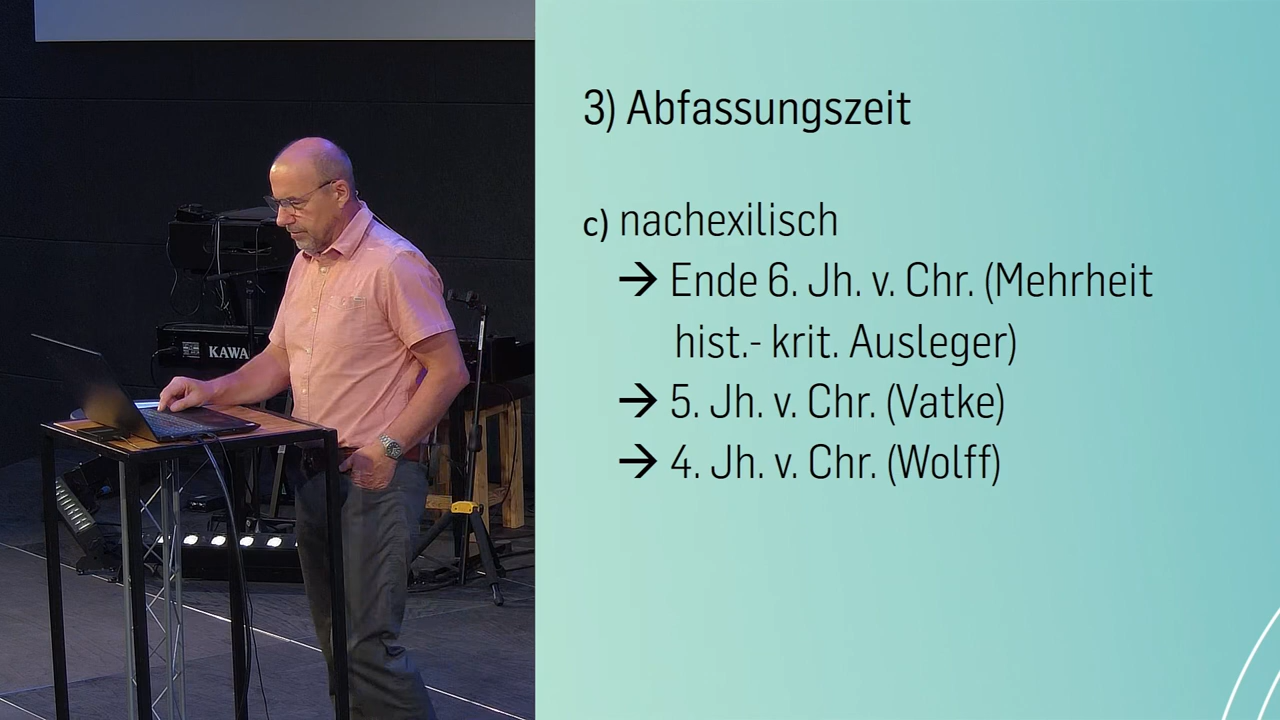 3) Abfassungszeit
c) nachexilisch
→ Ende 6. Jh. v. Chr. (Mehrheit
hist.- krit. Ausleger)
→ 5. Jh. v. Chr. (Vatke)
→ 4. Jh. v. Chr. (Wolff)
KAWA